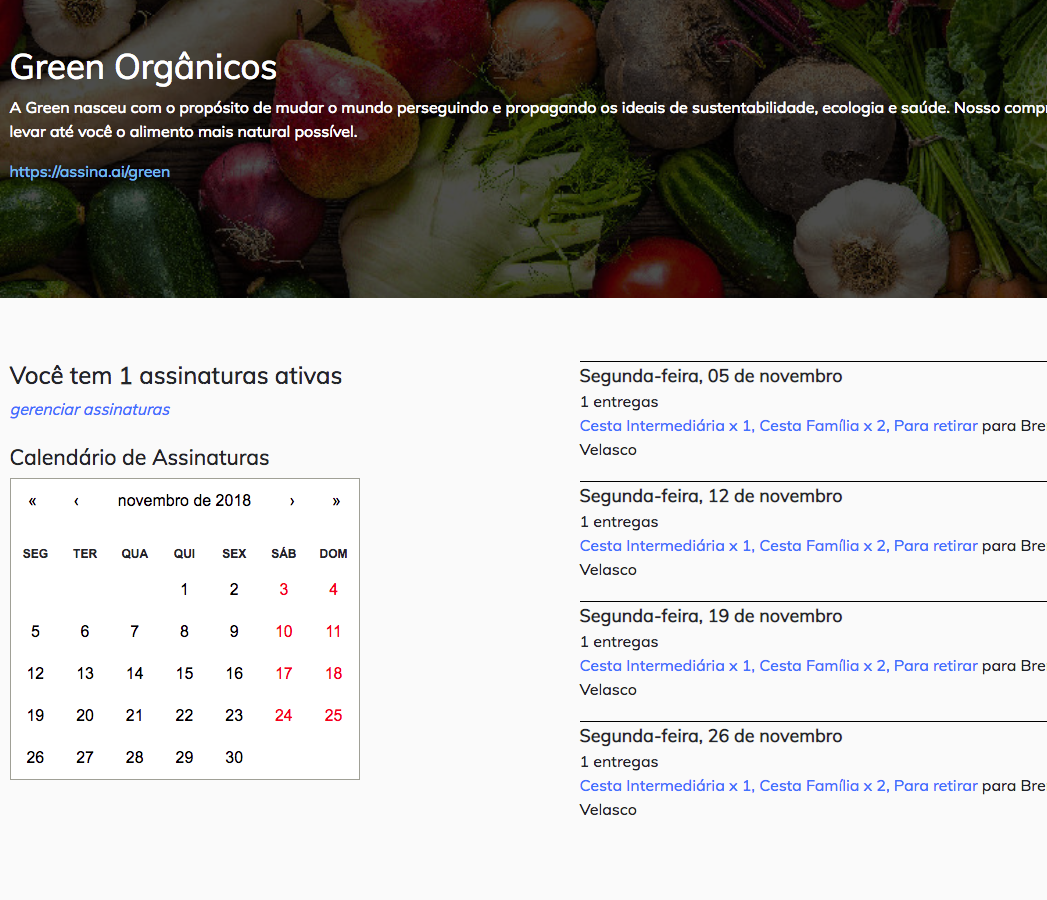 Green Orgânicos
A Green nasceu com o propósito de mudar o mundo perseguindo e propagando os ideais de sustentabilidade, ecologia e saúde. Nosso
levar até você o alimento mais natural possível.
https://assina.ai/green
Você tem 1 assinaturas ativas
gerenciar assinaturas
Calendário de Assinaturas
« ‹ novembro de 2018 › »
SEG TER QUA QUI SEX SÁB DOM
1 2 3 4
5 6 7 8 9 10 11
12 13 14 15 16 17 18
19 20 21 22 23 24 25
26 27 28 29 30
Segunda-feira, 05 de novembro
1 entregas
Cesta Intermediária x 1, Cesta Família x 2, Para retirar para
Velasco
Segunda-feira, 12 de novembro
1 entregas
Cesta Intermediária x 1, Cesta Família x 2, Para retirar para
Velasco
Segunda-feira, 19 de novembro
1 entregas
Cesta Intermediária x 1, Cesta Família x 2, Para retirar para
Velasco
Segunda-feira, 26 de novembro
1 entregas
Cesta Intermediária x 1, Cesta Família x 2, Para retirar para
Velasco